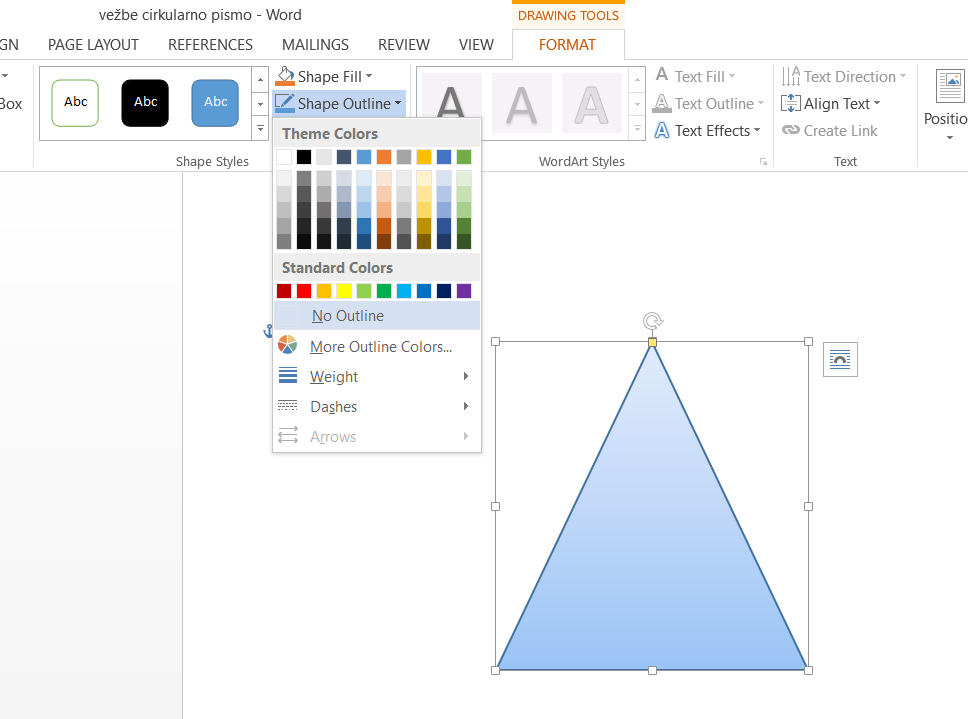 vežbe cirkularno pismo - Word
DRAWING TOOLS
GN PAGE LAYOUT REFERENCES MAILINGS REVIEW VIEW FORMAT
Box
Abc Abc Abc
Shape Fill
Shape Outline
Shape Styles
A A A
WordArt Styles
A Text Fill
A Text Outline
A Text Effects
Text Direction
Align Text
Create Link
Text
Positio
Theme Colors
Standard Colors
No Outline
More Outline Colors...
Weight
Dashes
Arrows